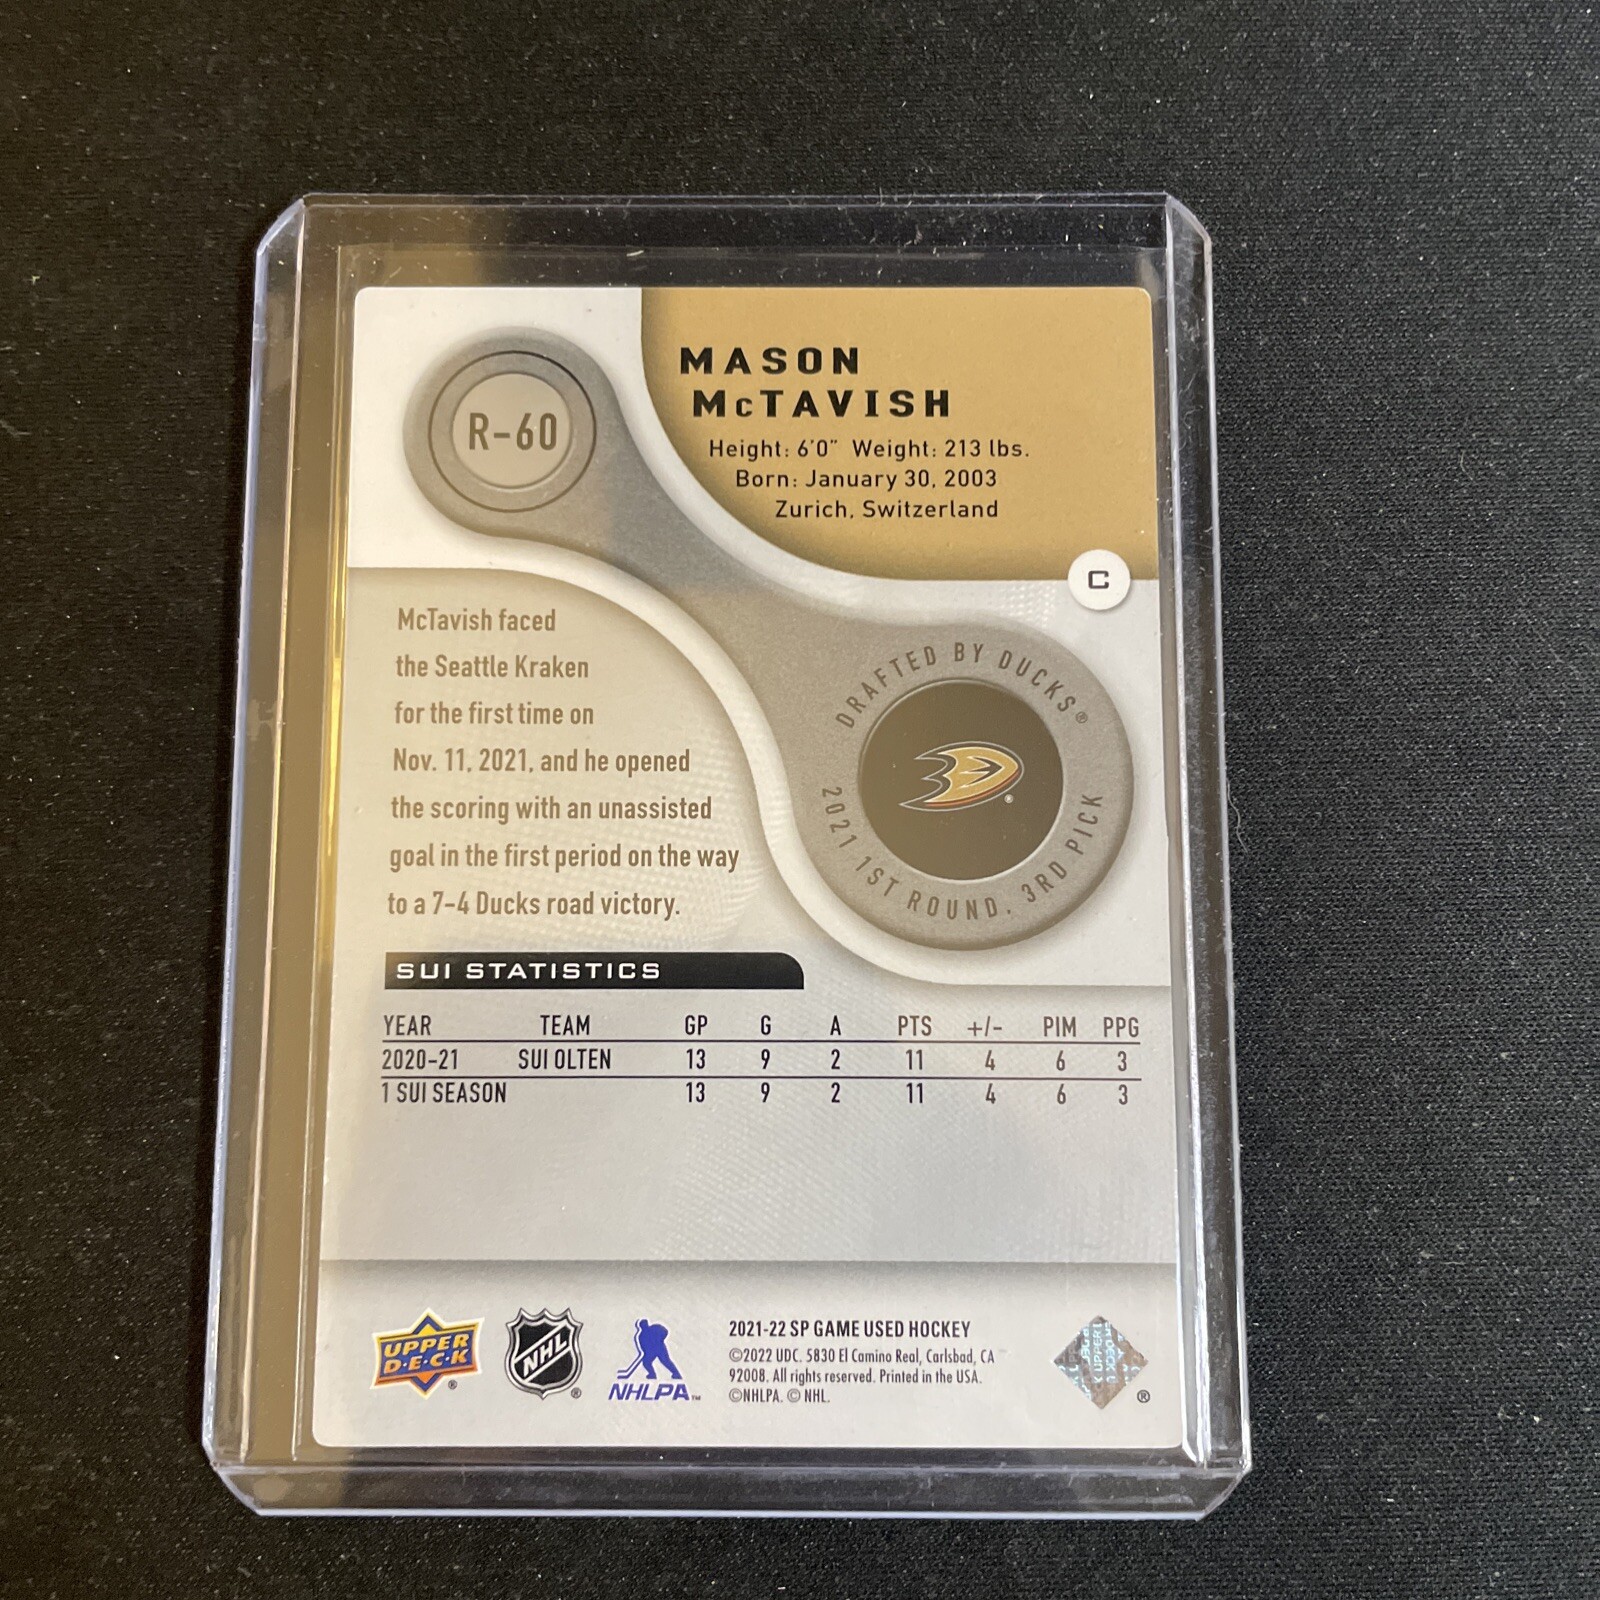 R-60
MASON
McTAVISH
Height: 6'0" Weight: 213 lbs.
Born: January 30, 2003
Zurich, Switzerland
C
McTavish faced
the Seattle Kraken
for the first time on
Nov. 11, 2021, and he opened
the scoring with an unassisted
goal in the first period on the way
to a 7-4 Ducks road victory.
DRAFTED BY DUCKS®
2021 1ST ROUND, 3RD PICK
®
SUI STATISTICS
YEAR TEAM GP G A PTS +/- PIM PPG
2020-21 SUI OLTEN 13 9 2 11 4 6 3
1 SUI SEASON 13 9 2 11 4 6 3
UPPER
D·E·C·K
®
NHL
®
NHLPA™
2021-22 SP GAME USED HOCKEY
©2022 UDC. 5830 El Camino Real, Carlsbad, CA
92008. All rights reserved. Printed in the USA.
©NHLPA. © NHL.
®